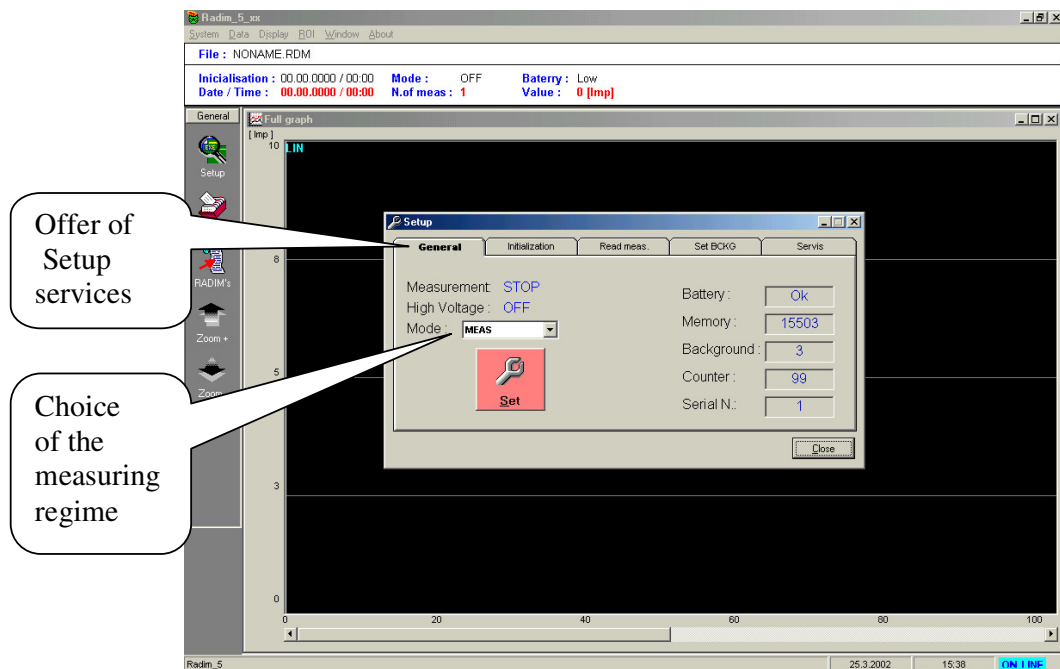 Radim_5_xx
System Data Display ROI Window About
File : NONAME.RDM
Inicialisation : 00.00.0000 / 00:00 Mode : OFF Baterry : Low
Date / Time : 00.00.0000 / 00:00 N.of meas : 1 Value : 0 [Imp]
General
Full graph
[ Imp ]
10
LIN
Setup
Offer of
Setup
services
Setup
General Initialization Read meas. Set BCKG Servis
8
RADIM's
Measurement: STOP
High Voltage : OFF
Mode : MEAS
Set
Battery : Ok
Memory : 15503
Background : 3
Counter : 99
Serial N.: 1
Close
Zoom +
5
Zoom
Choice
of the
measuring
regime
3
0
0 20 40 60 80 100
Radim_5 25.3.2002 15:38 ON LINE